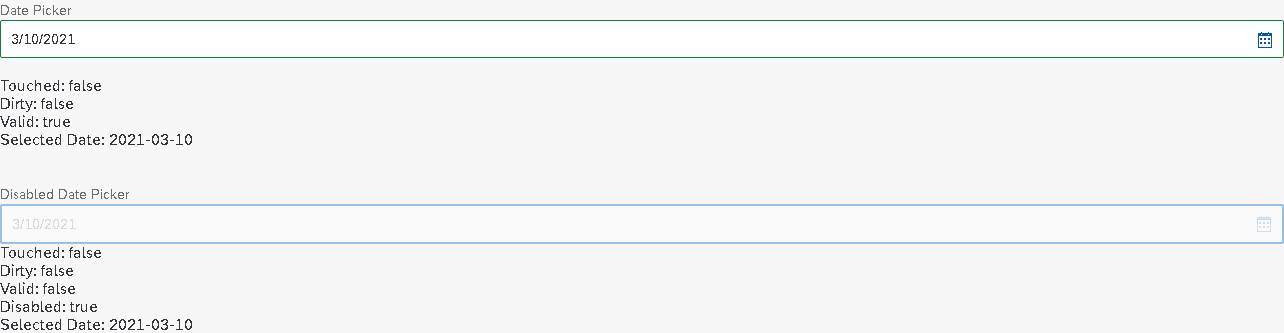 Date Picker
3/10/2021
Touched: false
Dirty: false
Valid: true
Selected Date: 2021-03-10
Disabled Date Picker
3/10/2021
Touched: false
Dirty: false
Valid: false
Disabled: true
Selected Date: 2021-03-10